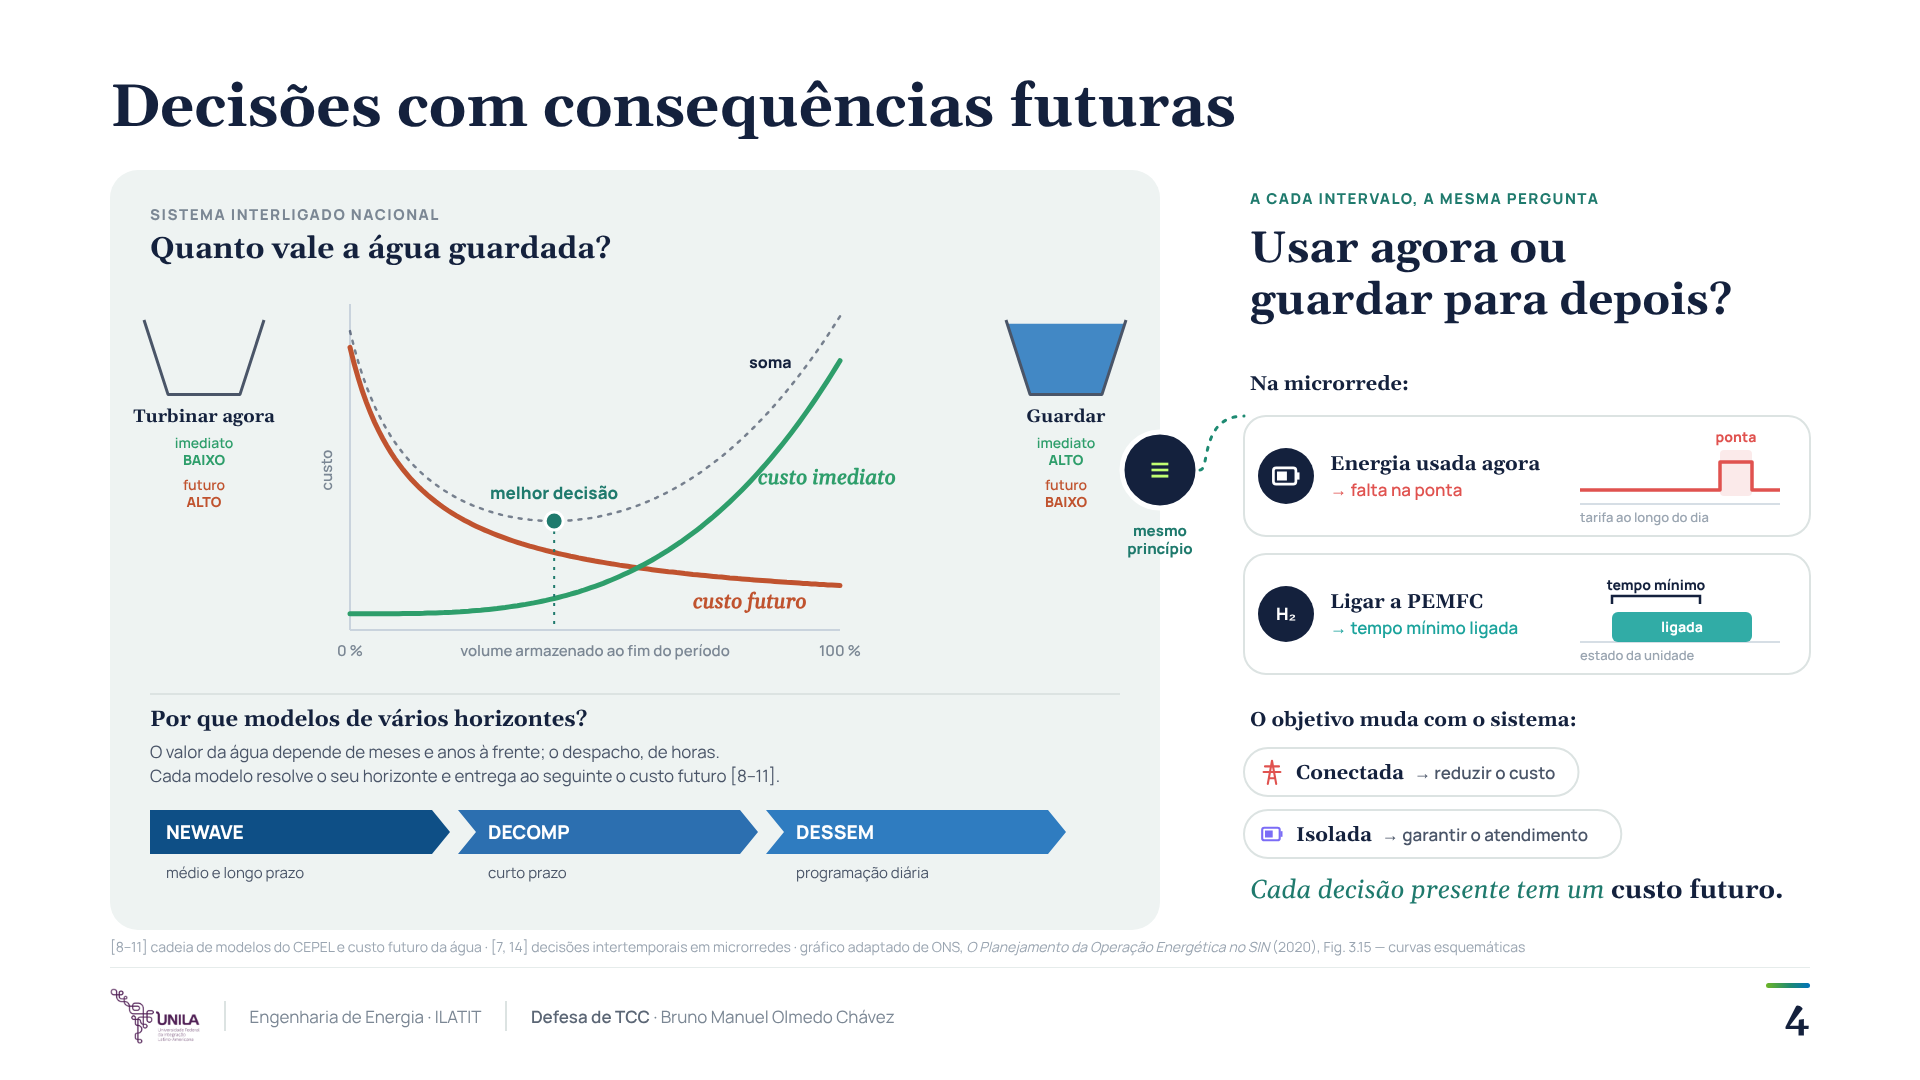 Decisões com consequências futuras
SISTEMA INTERLIGADO NACIONAL
Quanto vale a água guardada?
Turbinar agora
imediato
BAIXO
futuro
ALTO
custo
soma
melhor decisão
custo imediato
custo futuro
0 %
volume armazenado ao fim do período
100 %
Guardar
imediato
ALTO
futuro
BAIXO
mesmo
princípio
Por que modelos de vários horizontes?
O valor da água depende de meses e anos à frente; o despacho, de horas.
Cada modelo resolve o seu horizonte e entrega ao seguinte o custo futuro [8–11].
NEWAVE
DECOMP
DESSEM
médio e longo prazo
curto prazo
programação diária
A CADA INTERVALO, A MESMA PERGUNTA
Usar agora ou
guardar para depois?
Na microrrede:
Energia usada agora
→ falta na ponta
ponta
tarifa ao longo do dia
H₂
Ligar a PEMFC
→ tempo mínimo ligada
tempo mínimo
ligada
estado da unidade
O objetivo muda com o sistema:
Conectada → reduzir o custo
Isolada → garantir o atendimento
Cada decisão presente tem um custo futuro.
[8–11] cadeia de modelos do CEPEL e custo futuro da água · [7, 14] decisões intertemporais em microrredes · gráfico adaptado de ONS, O Planejamento da Operação Energética no SIN (2020), Fig. 3.15 — curvas esquemáticas
UNILA
Engenharia de Energia · ILATIT
Defesa de TCC · Bruno Manuel Olmedo Chávez
4